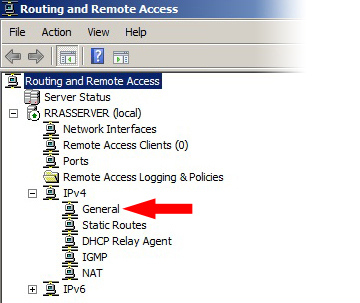 Routing and Remote Access
File Action View Help
Routing and Remote Access
Server Status
RRASSERVER (local)
Network Interfaces
Remote Access Clients (0)
Ports
Remote Access Logging & Policies
IPv4
General
Static Routes
DHCP Relay Agent
IGMP
NAT
IPv6